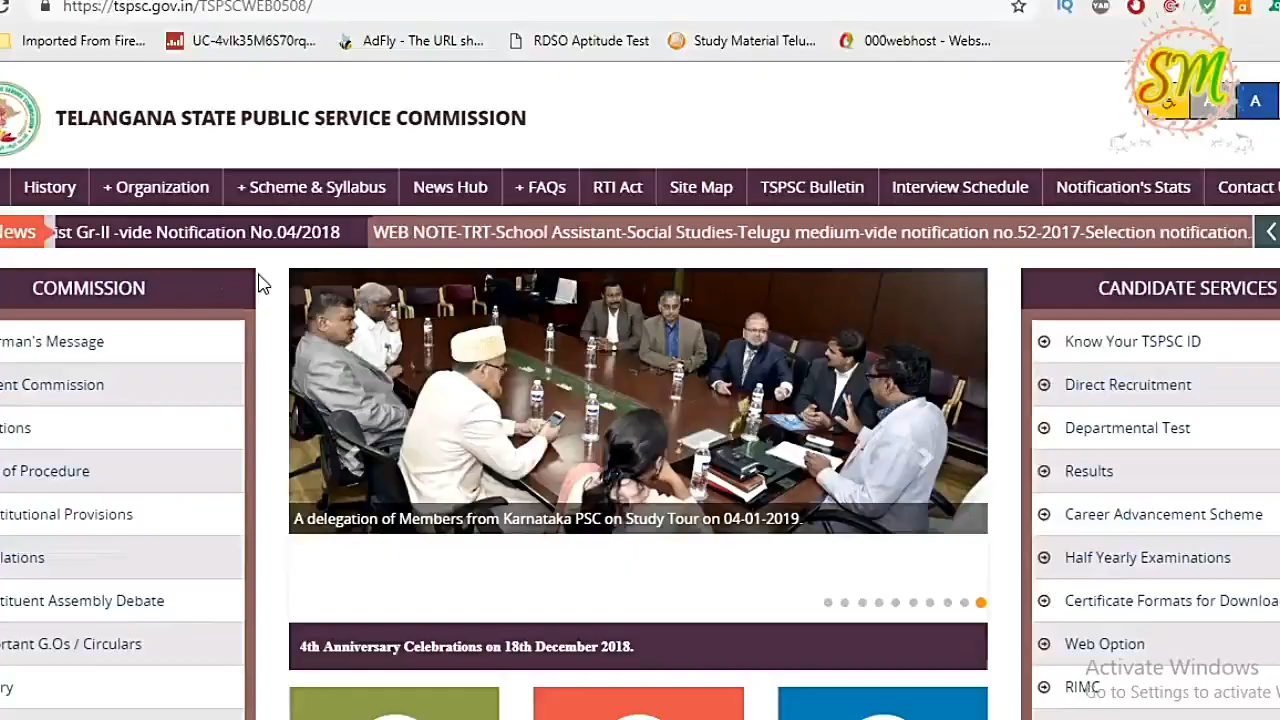 https://tspsc.gov.in/TSPSCWEB0508/
Imported From Fire... UC-4vlk35M6S70rq... AdFly - The URL sh... RDSO Aptitude Test Study Material Telu... 000webhost - Webs...
SM
TELANGANA STATE PUBLIC SERVICE COMMISSION
A
History + Organization + Scheme & Syllabus News Hub + FAQs RTI Act Site Map TSPSC Bulletin Interview Schedule Notification's Stats Contact
News ist Gr-II -vide Notification No.04/2018 WEB NOTE-TRT-School Assistant-Social Studies-Telugu medium-vide notification no.52-2017-Selection notification.
COMMISSION
rman's Message
ent Commission
tions
of Procedure
titutional Provisions
lations
tituent Assembly Debate
rtant G.Os / Circulars
ry
A delegation of Members from Karnataka PSC on Study Tour on 04-01-2019.
4th Anniversary Celebrations on 18th December 2018.
CANDIDATE SERVICES
Know Your TSPSC ID
Direct Recruitment
Departmental Test
Results
Career Advancement Scheme
Half Yearly Examinations
Certificate Formats for Downloa
Web Option
RIMC
Activate Windows
Go to Settings to activate